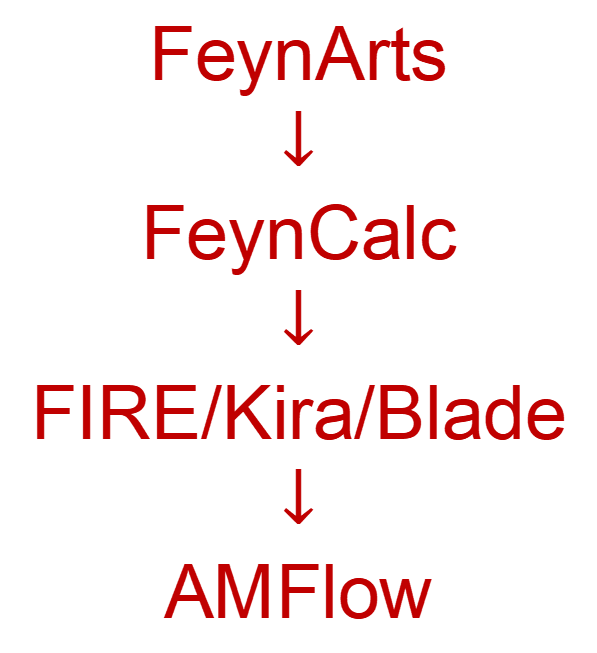 FeynArts
↓
FeynCalc
↓
FIRE/Kira/Blade
↓
AMFlow